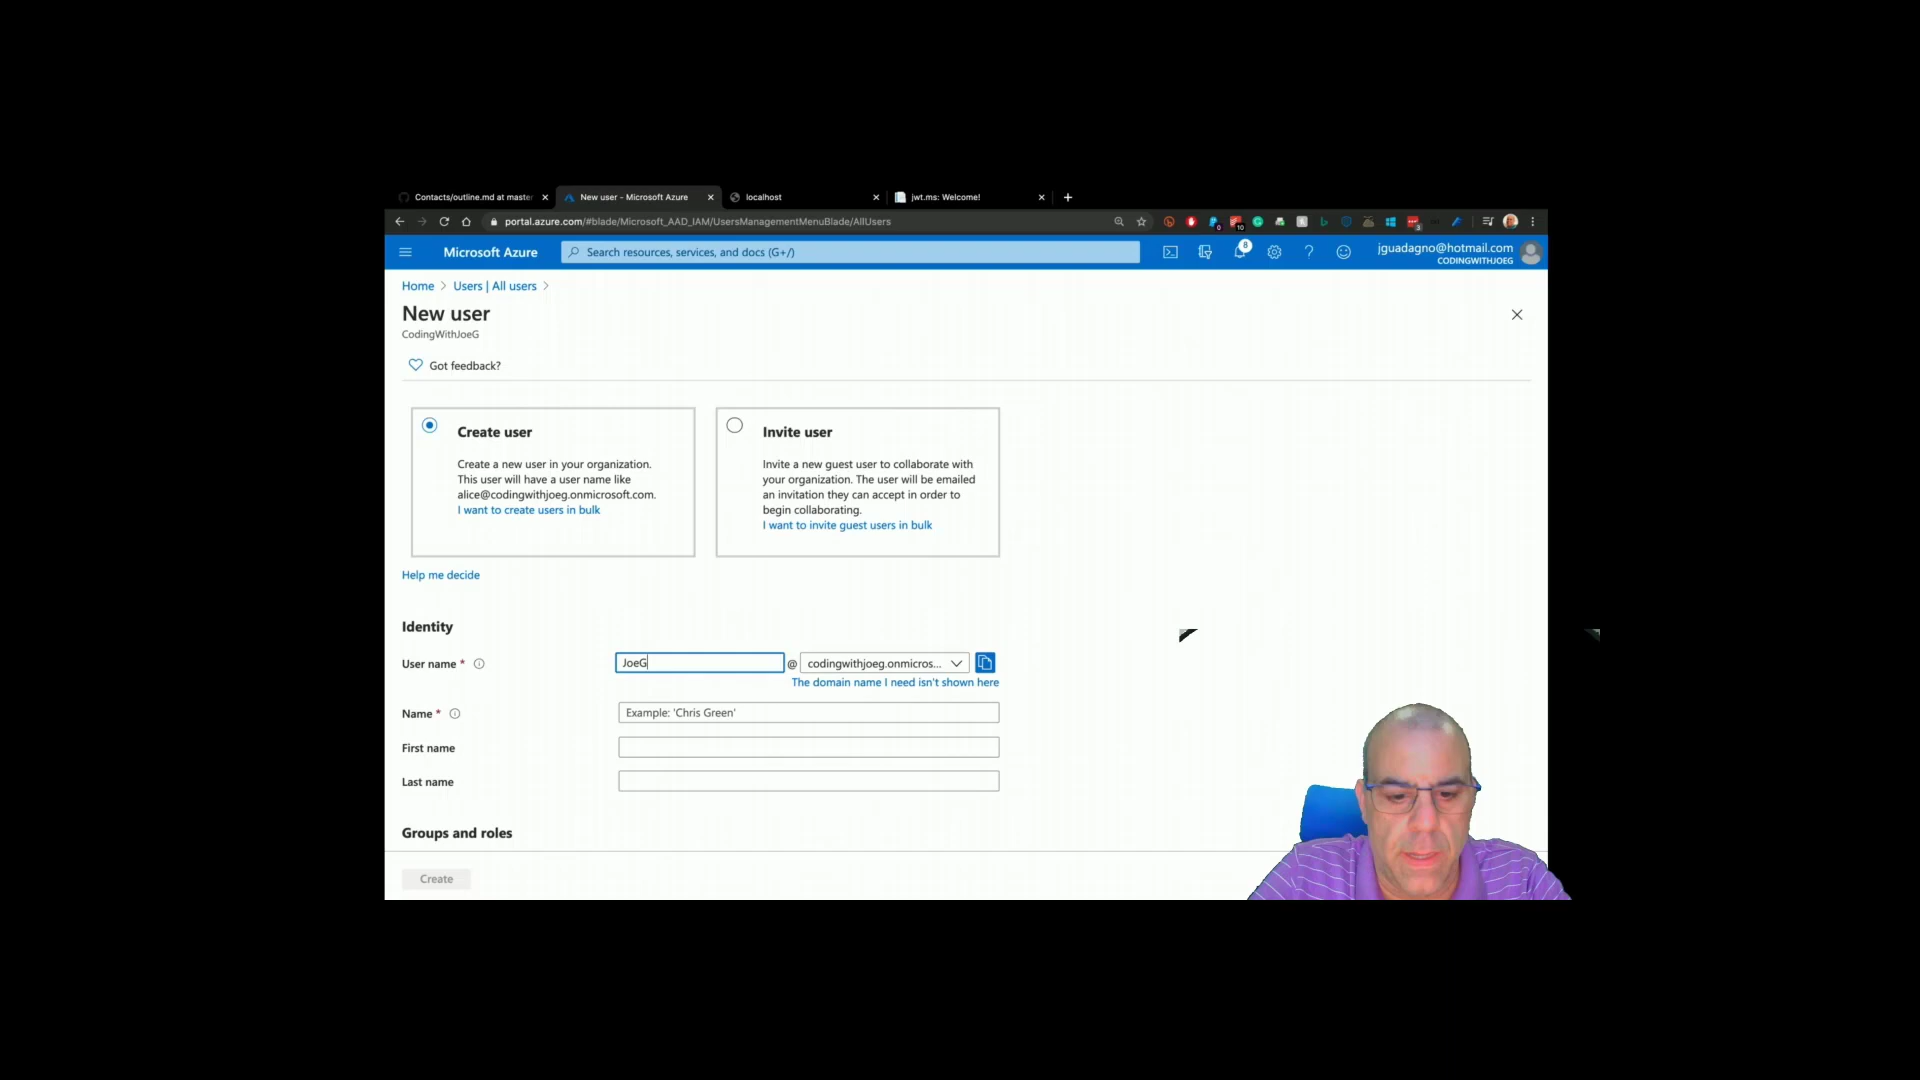 Contacts/outline.md at master
New user - Microsoft Azure
localhost
jwt.ms: Welcome!
portal.azure.com/#blade/Microsoft_AAD_IAM/UsersManagementMenuBlade/AllUsers
Microsoft Azure
Search resources, services, and docs (G+/)
8
jguadagno@hotmail.com
CODINGWITHJOEG
Home > Users | All users >
New user
CodingWithJoeG
Got feedback?
Create user
Create a new user in your organization.
This user will have a user name like
alice@codingwithjoeg.onmicrosoft.com.
I want to create users in bulk
Invite user
Invite a new guest user to collaborate with
your organization. The user will be emailed
an invitation they can accept in order to
begin collaborating.
I want to invite guest users in bulk
Help me decide
Identity
User name * JoeG @ codingwithjoeg.onmicros...
The domain name I need isn't shown here
Name * Example: 'Chris Green'
First name
Last name
Groups and roles
Create